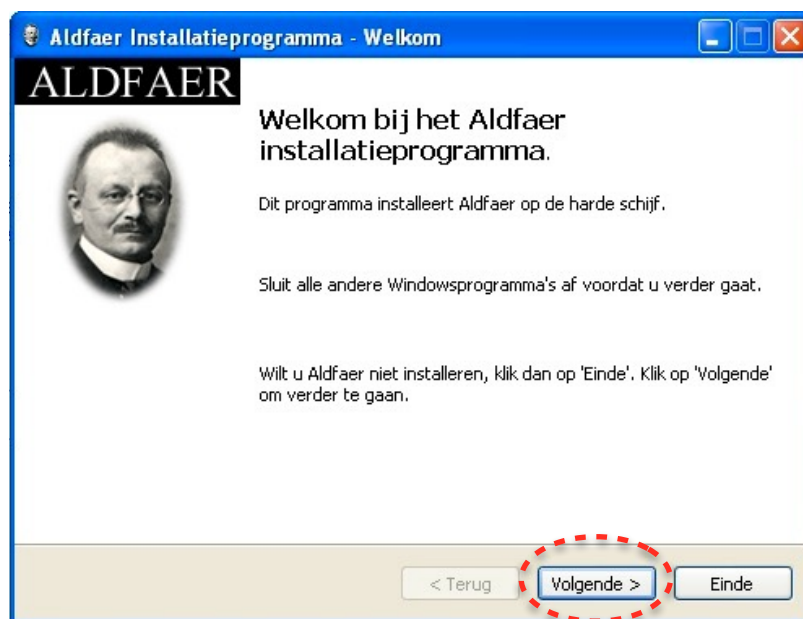 Aldfaer Installatieprogramma - Welkom
ALDFAER
Welkom bij het Aldfaer
installatieprogramma.
Dit programma installeert Aldfaer op de harde schijf.
Sluit alle andere Windowsprogramma's af voordat u verder gaat.
Wilt u Aldfaer niet installeren, klik dan op 'Einde'. Klik op 'Volgende'
om verder te gaan.
< Terug
Volgende >
Einde